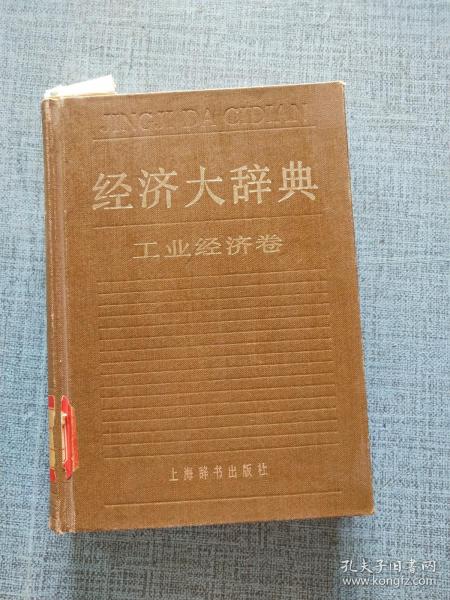 JINGJI DA CIDIAN
经济大辞典
工业经济卷
上海辞书出版社
孔夫子旧书网
www.kongfz.com